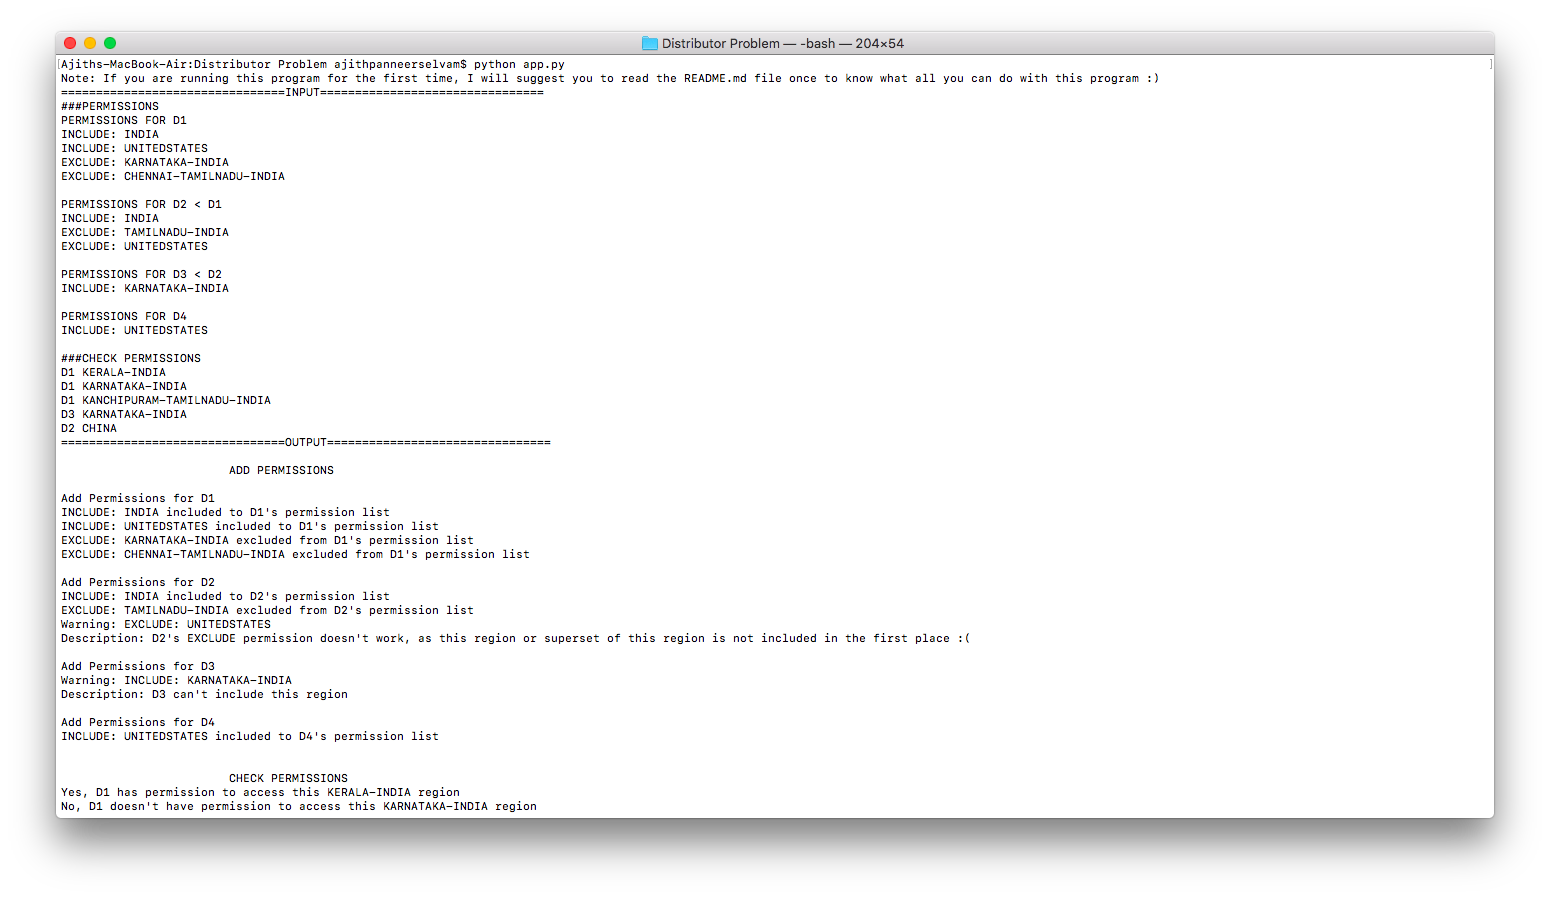 Distributor Problem — -bash — 204×54
Ajiths-MacBook-Air:Distributor Problem ajithpanneerselvam$ python app.py
Note: If you are running this program for the first time, I will suggest you to read the README.md file once to know what all you can do with this program :)
================================INPUT================================
###PERMISSIONS
PERMISSIONS FOR D1
INCLUDE: INDIA
INCLUDE: UNITEDSTATES
EXCLUDE: KARNATAKA-INDIA
EXCLUDE: CHENNAI-TAMILNADU-INDIA
PERMISSIONS FOR D2 < D1
INCLUDE: INDIA
EXCLUDE: TAMILNADU-INDIA
EXCLUDE: UNITEDSTATES
PERMISSIONS FOR D3 < D2
INCLUDE: KARNATAKA-INDIA
PERMISSIONS FOR D4
INCLUDE: UNITEDSTATES
###CHECK PERMISSIONS
D1 KERALA-INDIA
D1 KARNATAKA-INDIA
D1 KANCHIPURAM-TAMILNADU-INDIA
D3 KARNATAKA-INDIA
D2 CHINA
================================OUTPUT================================
ADD PERMISSIONS
Add Permissions for D1
INCLUDE: INDIA included to D1's permission list
INCLUDE: UNITEDSTATES included to D1's permission list
EXCLUDE: KARNATAKA-INDIA excluded from D1's permission list
EXCLUDE: CHENNAI-TAMILNADU-INDIA excluded from D1's permission list
Add Permissions for D2
INCLUDE: INDIA included to D2's permission list
EXCLUDE: TAMILNADU-INDIA excluded from D2's permission list
Warning: EXCLUDE: UNITEDSTATES
Description: D2's EXCLUDE permission doesn't work, as this region or superset of this region is not included in the first place :(
Add Permissions for D3
Warning: INCLUDE: KARNATAKA-INDIA
Description: D3 can't include this region
Add Permissions for D4
INCLUDE: UNITEDSTATES included to D4's permission list
CHECK PERMISSIONS
Yes, D1 has permission to access this KERALA-INDIA region
No, D1 doesn't have permission to access this KARNATAKA-INDIA region